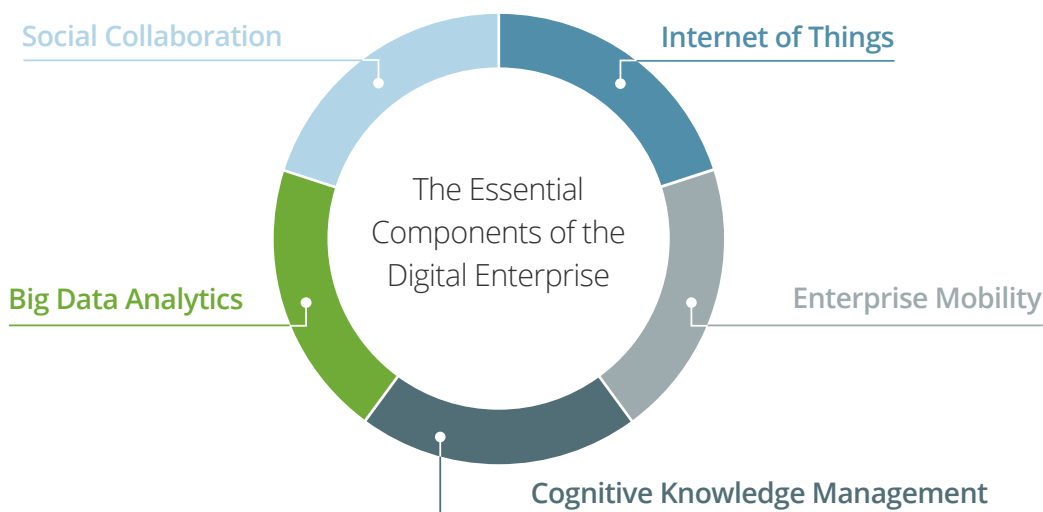 Social Collaboration
Internet of Things
The Essential
Components of the
Digital Enterprise
Big Data Analytics
Enterprise Mobility
Cognitive Knowledge Management